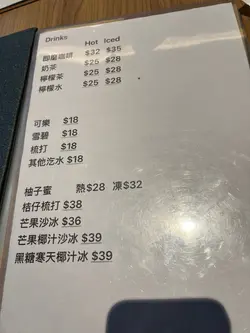 Drinks
Hot Iced
鴛鴦咖啡 $32 $35
奶茶 $25 $28
檸檬茶 $25 $28
檸檬水 $25 $28
可樂 $18
雪碧 $18
梳打 $18
其他汽水 $18
柚子蜜 熱$28 凍$32
桔仔梳打 $38
芒果沙冰 $36
芒果椰汁沙冰 $39
黑糖寒天椰汁冰 $39